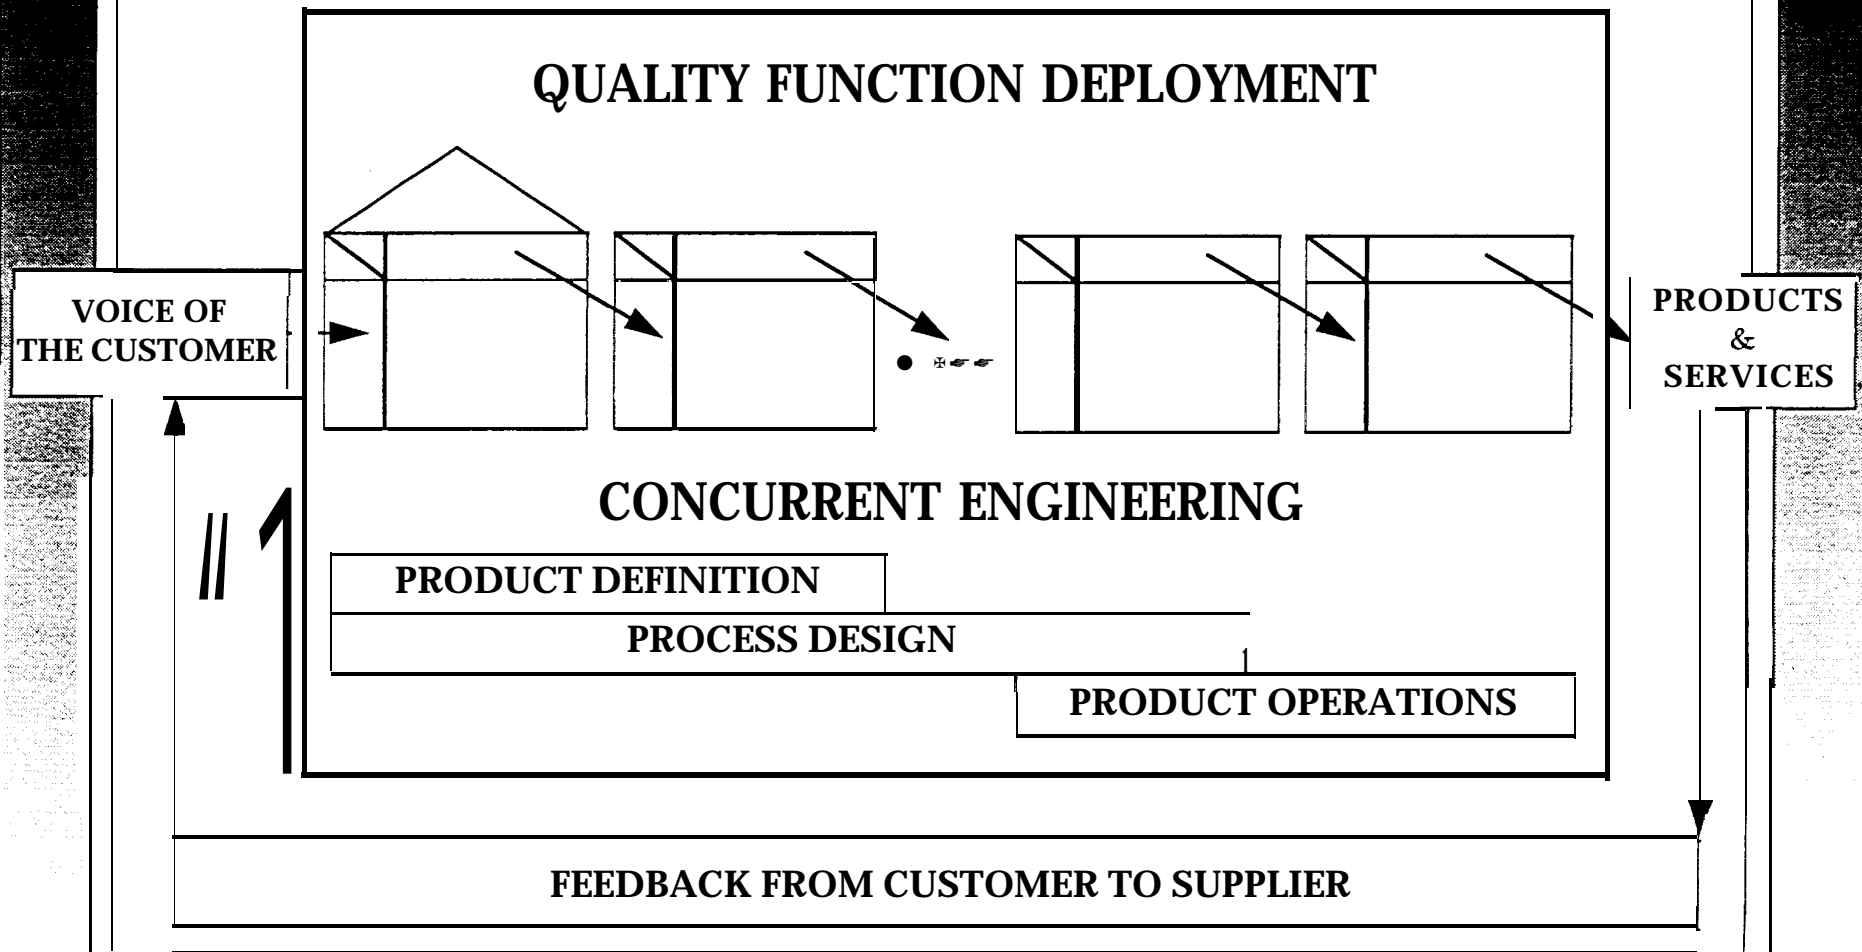 QUALITY FUNCTION DEPLOYMENT
VOICE OF
THE CUSTOMER
PRODUCTS
&
SERVICES
CONCURRENT ENGINEERING
PRODUCT DEFINITION
PROCESS DESIGN
PRODUCT OPERATIONS
FEEDBACK FROM CUSTOMER TO SUPPLIER